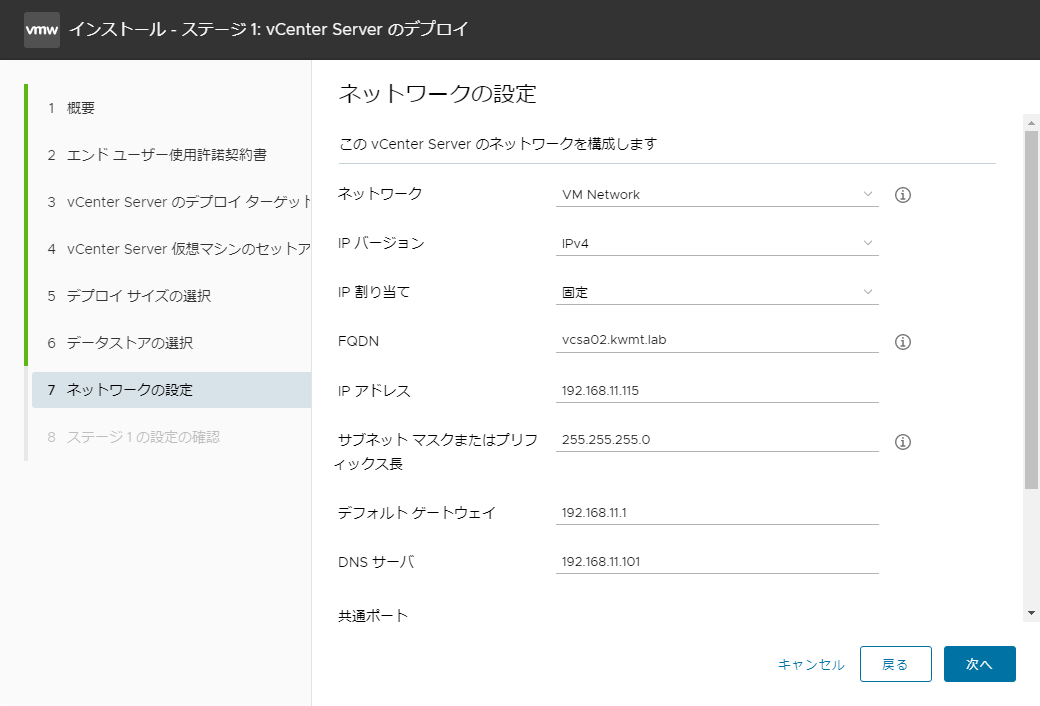 vmw インストール - ステージ 1: vCenter Server のデプロイ
1 概要
2 エンド ユーザー使用許諾契約書
3 vCenter Server のデプロイ ターゲット
4 vCenter Server 仮想マシンのセットア
5 デプロイ サイズの選択
6 データストアの選択
7 ネットワークの設定
8 ステージ 1 の設定の確認
ネットワークの設定
この vCenter Server のネットワークを構成します
ネットワーク VM Network
IP バージョン IPv4
IP 割り当て 固定
FQDN vcsa02.kwmt.lab
IP アドレス 192.168.11.115
サブネット マスクまたはプリフ 255.255.255.0
ィックス長
デフォルト ゲートウェイ 192.168.11.1
DNS サーバ 192.168.11.101
共通ポート
キャンセル 戻る 次へ